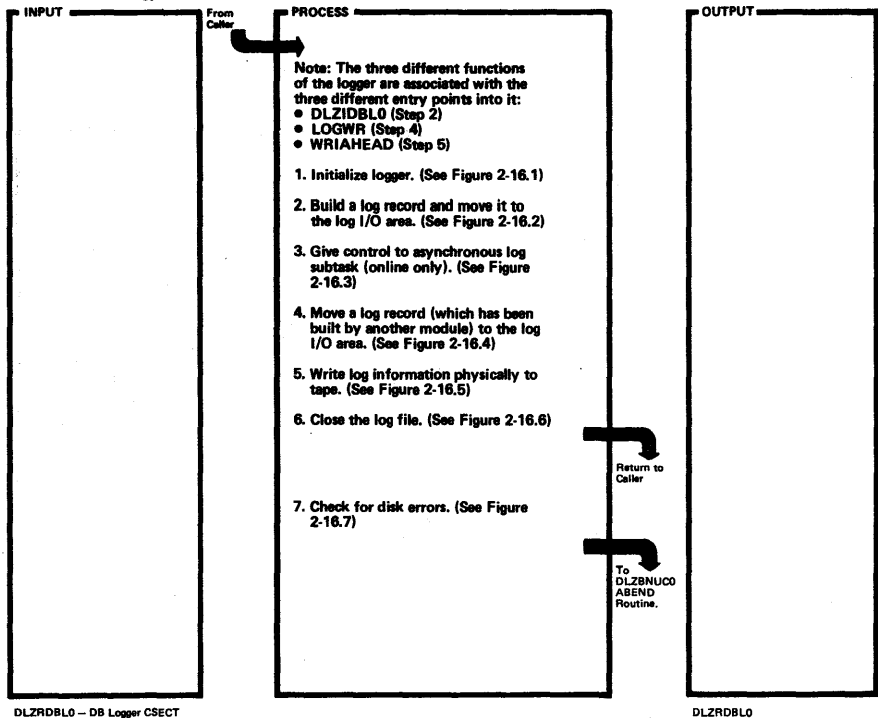 INPUT
From
Caller
PROCESS
OUTPUT
Note: The three different functions
of the logger are associated with the
three different entry points into it:
• DLZIDBL0 (Step 2)
• LOGWR (Step 4)
• WRIAHEAD (Step 5)
1. Initialize logger. (See Figure 2-16.1)
2. Build a log record and move it to
the log I/O area. (See Figure 2-16.2)
3. Give control to asynchronous log
subtask (online only). (See Figure
2-16.3)
4. Move a log record (which has been
built by another module) to the log
I/O area. (See Figure 2-16.4)
5. Write log information physically to
tape. (See Figure 2-16.5)
6. Close the log file. (See Figure 2-16.6)
Return to
Caller
7. Check for disk errors. (See Figure
2-16.7)
To
DLZBNUC0
ABEND
Routine.
DLZRDBL0 — DB Logger CSECT
DLZRDBL0